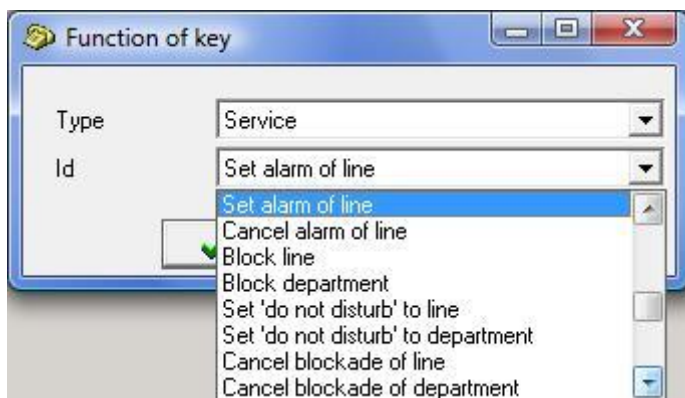 Function of key
Type Service
Id Set alarm of line
Set alarm of line
Cancel alarm of line
Block line
Block department
Set 'do not disturb' to line
Set 'do not disturb' to department
Cancel blockade of line
Cancel blockade of department